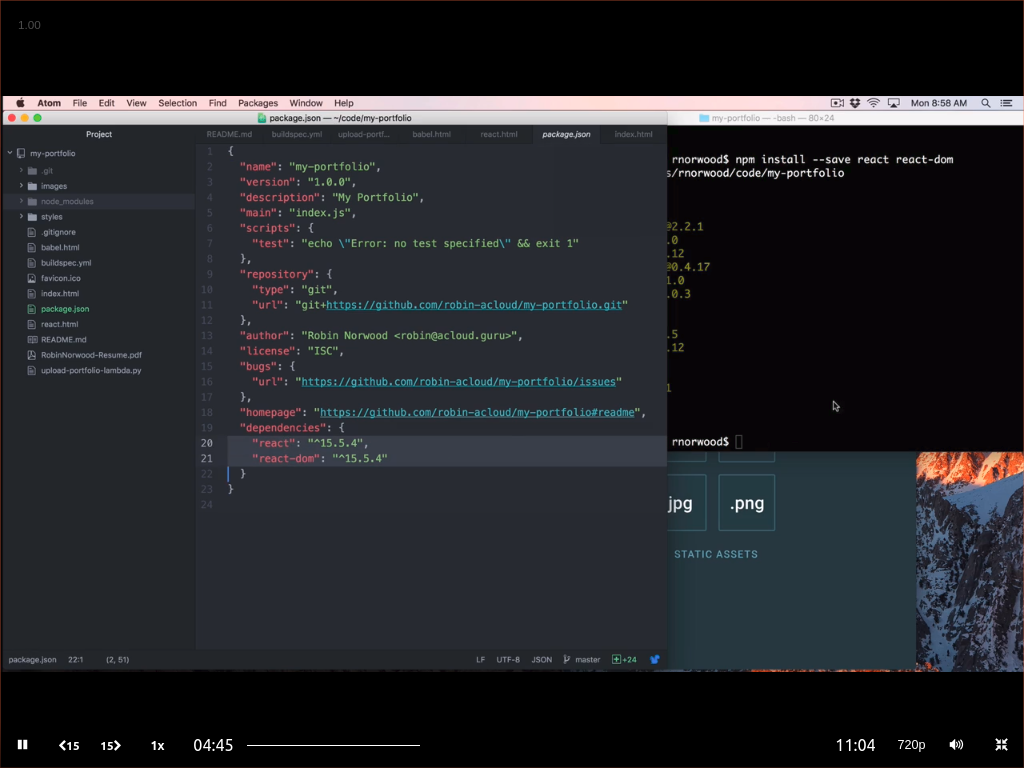 1.00
Atom File Edit View Selection Find Packages Window Help Mon 8:58 AM
package.json — ~/code/my-portfolio
my-portfolio — -bash — 80×24
Project
README.md buildspec.yml upload-portf... babel.html react.html package.json index.html
my-portfolio
.git
images
node_modules
styles
.gitignore
babel.html
buildspec.yml
favicon.ico
index.html
package.json
react.html
README.md
RobinNorwood-Resume.pdf
upload-portfolio-lambda.py
1 {
2 "name": "my-portfolio",
3 "version": "1.0.0",
4 "description": "My Portfolio",
5 "main": "index.js",
6 "scripts": {
7 "test": "echo \"Error: no test specified\" && exit 1"
8 },
9 "repository": {
10 "type": "git",
11 "url": "git+https://github.com/robin-acloud/my-portfolio.git"
12 },
13 "author": "Robin Norwood <robin@acloud.guru>",
14 "license": "ISC",
15 "bugs": {
16 "url": "https://github.com/robin-acloud/my-portfolio/issues"
17 },
18 "homepage": "https://github.com/robin-acloud/my-portfolio#readme",
19 "dependencies": {
20 "react": "^15.5.4",
21 "react-dom": "^15.5.4"
22 }
23 }
24
rnorwood$ npm install --save react react-dom
s/rnorwood/code/my-portfolio
@2.2.1
.0
.12
@0.4.17
1.0
.0.3
.5
.12
1
rnorwood$
jpg .png
STATIC ASSETS
package.json 22:1 (2, 51) LF UTF-8 JSON master +24
15 15 1x 04:45 11:04 720p